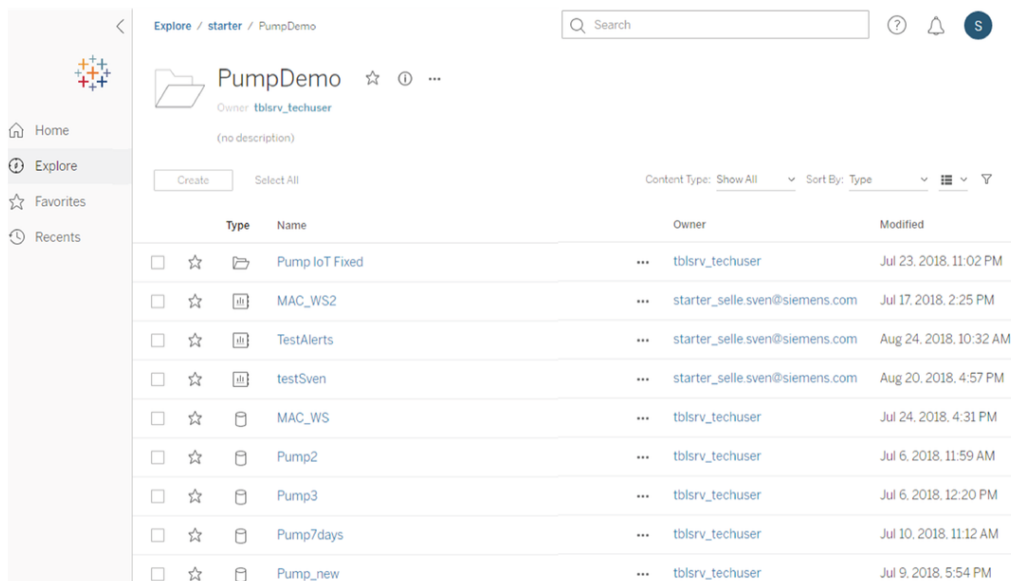 Explore / starter / PumpDemo
Search
?
S
PumpDemo
Owner tblsrv_techuser
(no description)
Home
Explore
Favorites
Recents
Create Select All Content Type: Show All Sort By: Type
Type Name Owner Modified
Pump IoT Fixed ••• tblsrv_techuser Jul 23, 2018, 11:02 PM
MAC_WS2 ••• starter_selle.sven@siemens.com Jul 17, 2018, 2:25 PM
TestAlerts ••• starter_selle.sven@siemens.com Aug 24, 2018, 10:32 AM
testSven ••• starter_selle.sven@siemens.com Aug 20, 2018, 4:57 PM
MAC_WS ••• tblsrv_techuser Jul 24, 2018, 4:31 PM
Pump2 ••• tblsrv_techuser Jul 6, 2018, 11:59 AM
Pump3 ••• tblsrv_techuser Jul 6, 2018, 12:20 PM
Pump7days ••• tblsrv_techuser Jul 10, 2018, 11:12 AM
Pump_new ••• tblsrv_techuser Jul 9, 2018, 5:54 PM